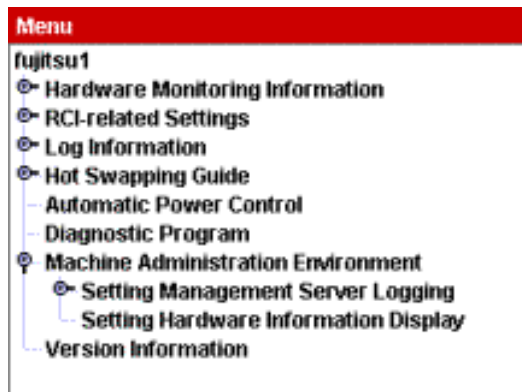 Menu
fujitsu1
Hardware Monitoring Information
RCI-related Settings
Log Information
Hot Swapping Guide
Automatic Power Control
Diagnostic Program
Machine Administration Environment
Setting Management Server Logging
Setting Hardware Information Display
Version Information